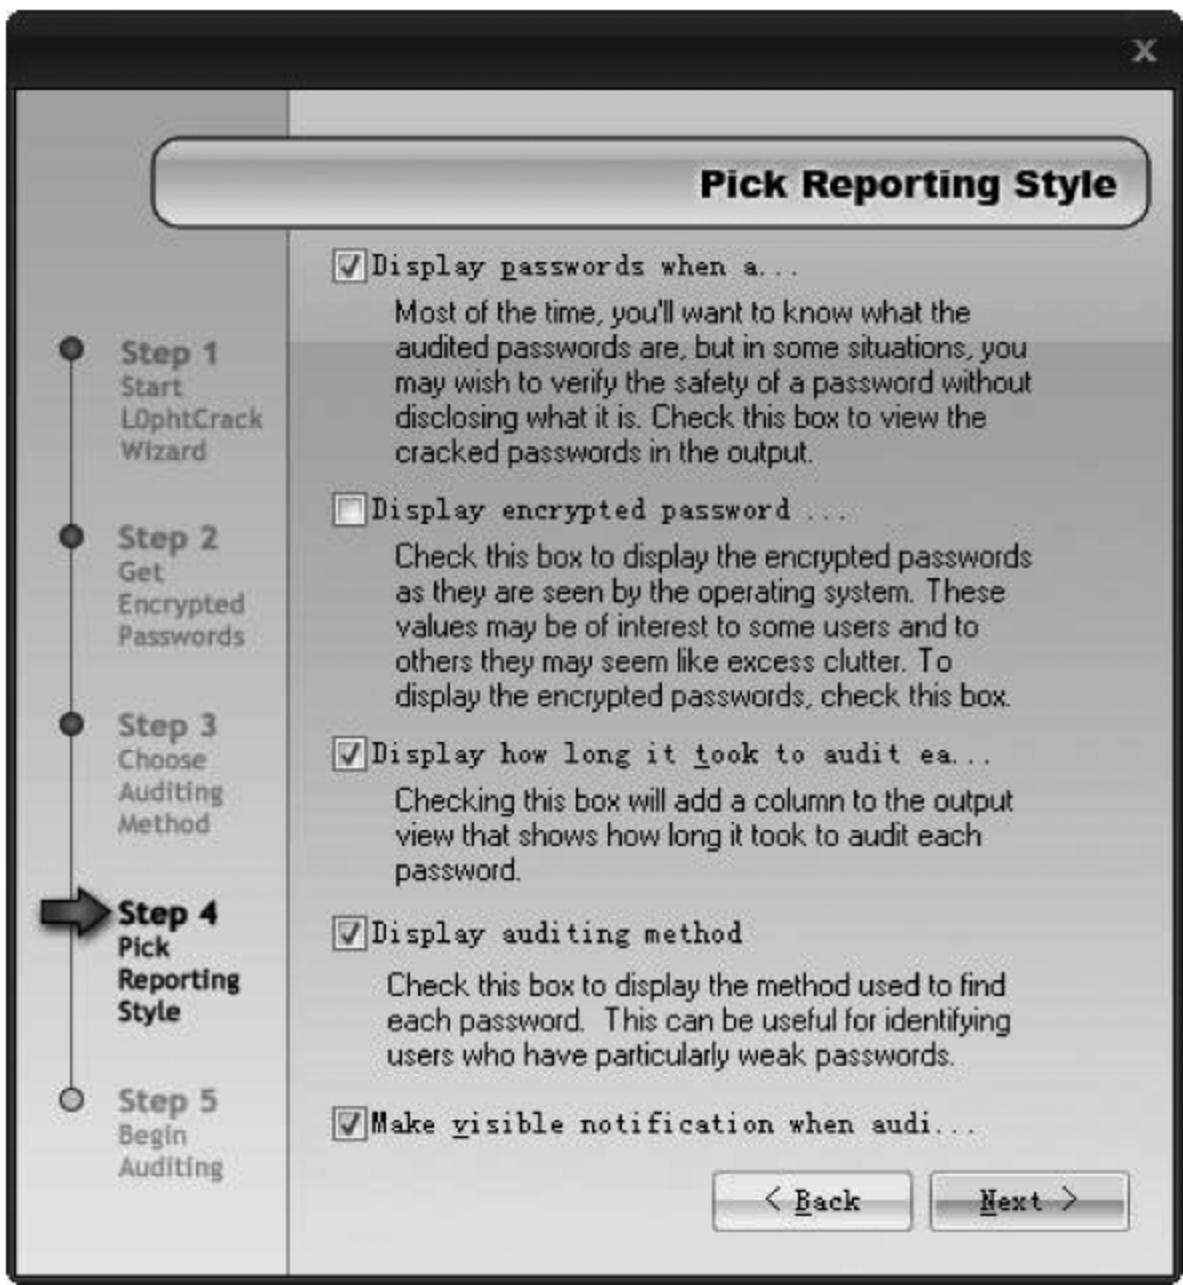 X
Pick Reporting Style
Display passwords when a...
Most of the time, you'll want to know what the
audited passwords are, but in some situations, you
may wish to verify the safety of a password without
disclosing what it is. Check this box to view the
cracked passwords in the output.
Display encrypted password ...
Check this box to display the encrypted passwords
as they are seen by the operating system. These
values may be of interest to some users and to
others they may seem like excess clutter. To
display the encrypted passwords, check this box.
Display how long it took to audit ea...
Checking this box will add a column to the output
view that shows how long it took to audit each
password.
Display auditing method
Check this box to display the method used to find
each password. This can be useful for identifying
users who have particularly weak passwords.
Make visible notification when audi...
< Back
Next >
Step 1
Start
L0phtCrack
Wizard
Step 2
Get
Encrypted
Passwords
Step 3
Choose
Auditing
Method
Step 4
Pick
Reporting
Style
Step 5
Begin
Auditing